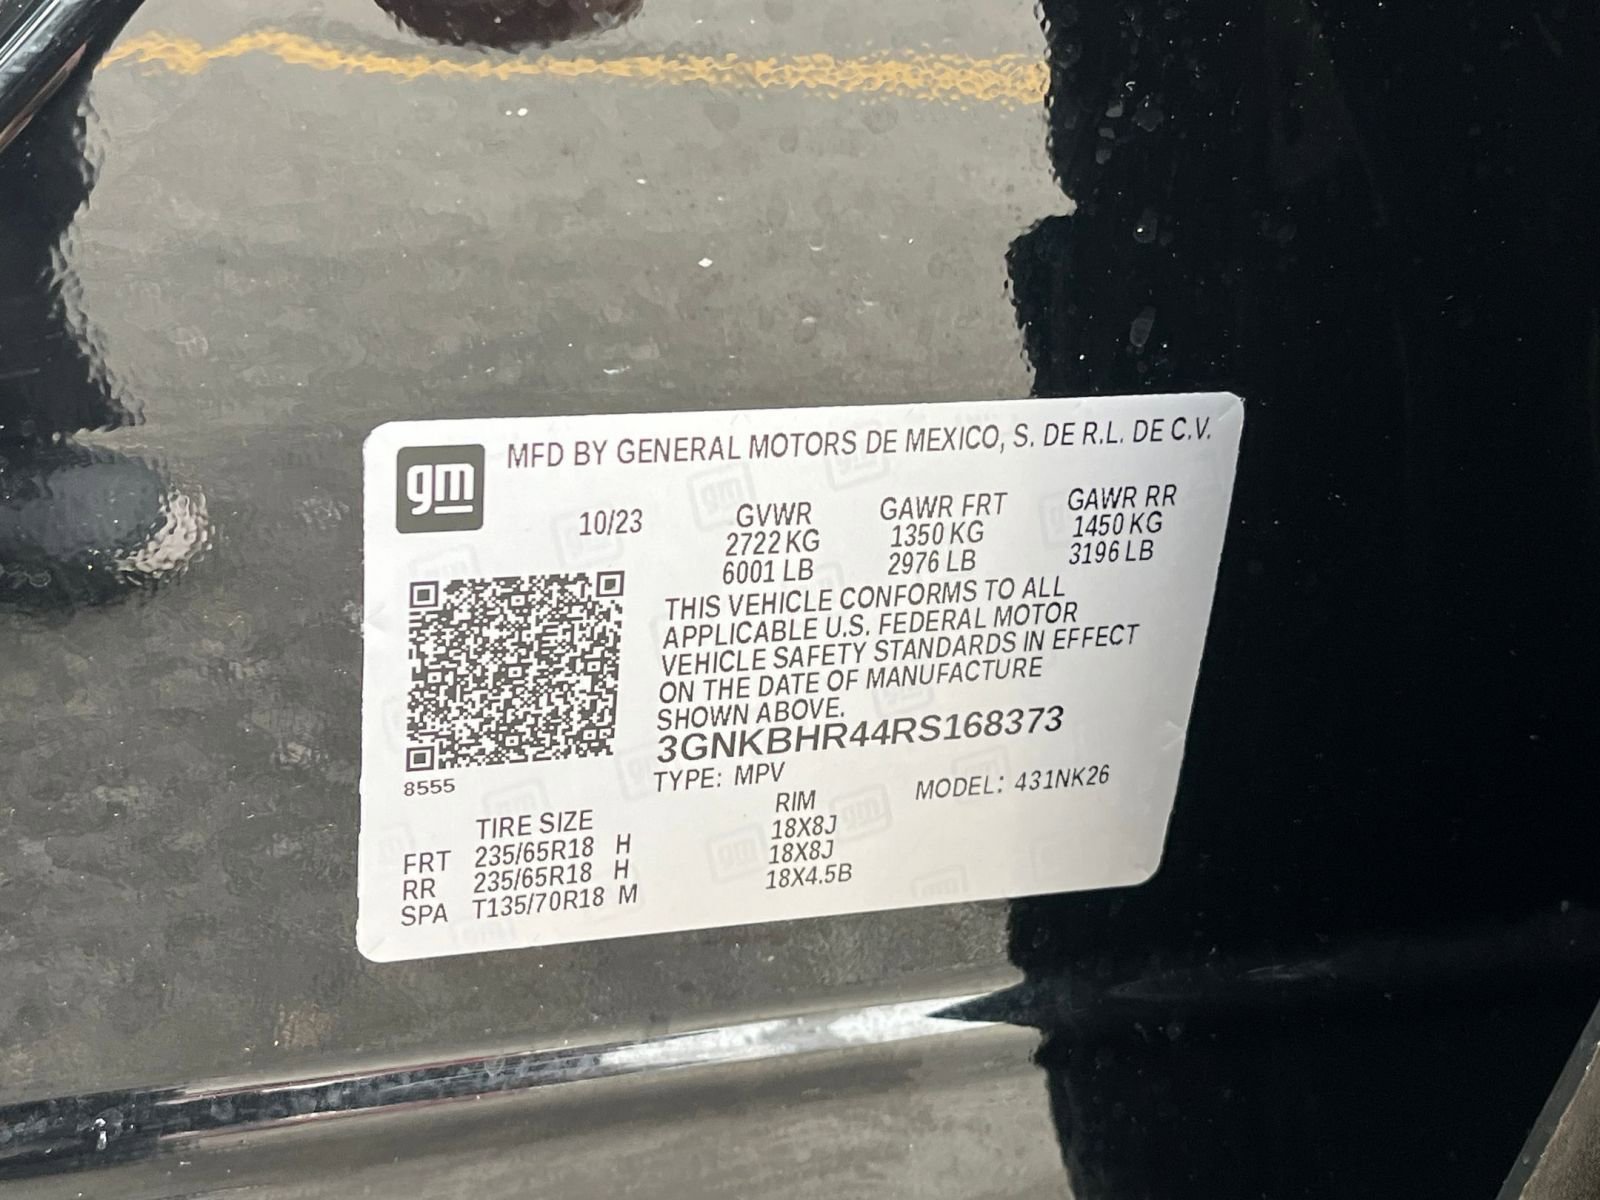 gm MFD BY GENERAL MOTORS DE MEXICO, S. DE R.L. DE C.V.
10/23 GVWR GAWR FRT GAWR RR
2722 KG 1350 KG 1450 KG
6001 LB 2976 LB 3196 LB
THIS VEHICLE CONFORMS TO ALL
APPLICABLE U.S. FEDERAL MOTOR
VEHICLE SAFETY STANDARDS IN EFFECT
ON THE DATE OF MANUFACTURE
SHOWN ABOVE.
3GNKBHR44RS168373
8555 TYPE: MPV MODEL: 431NK26
TIRE SIZE RIM
FRT 235/65R18 H 18X8J
RR 235/65R18 H 18X8J
SPA T135/70R18 M 18X4.5B